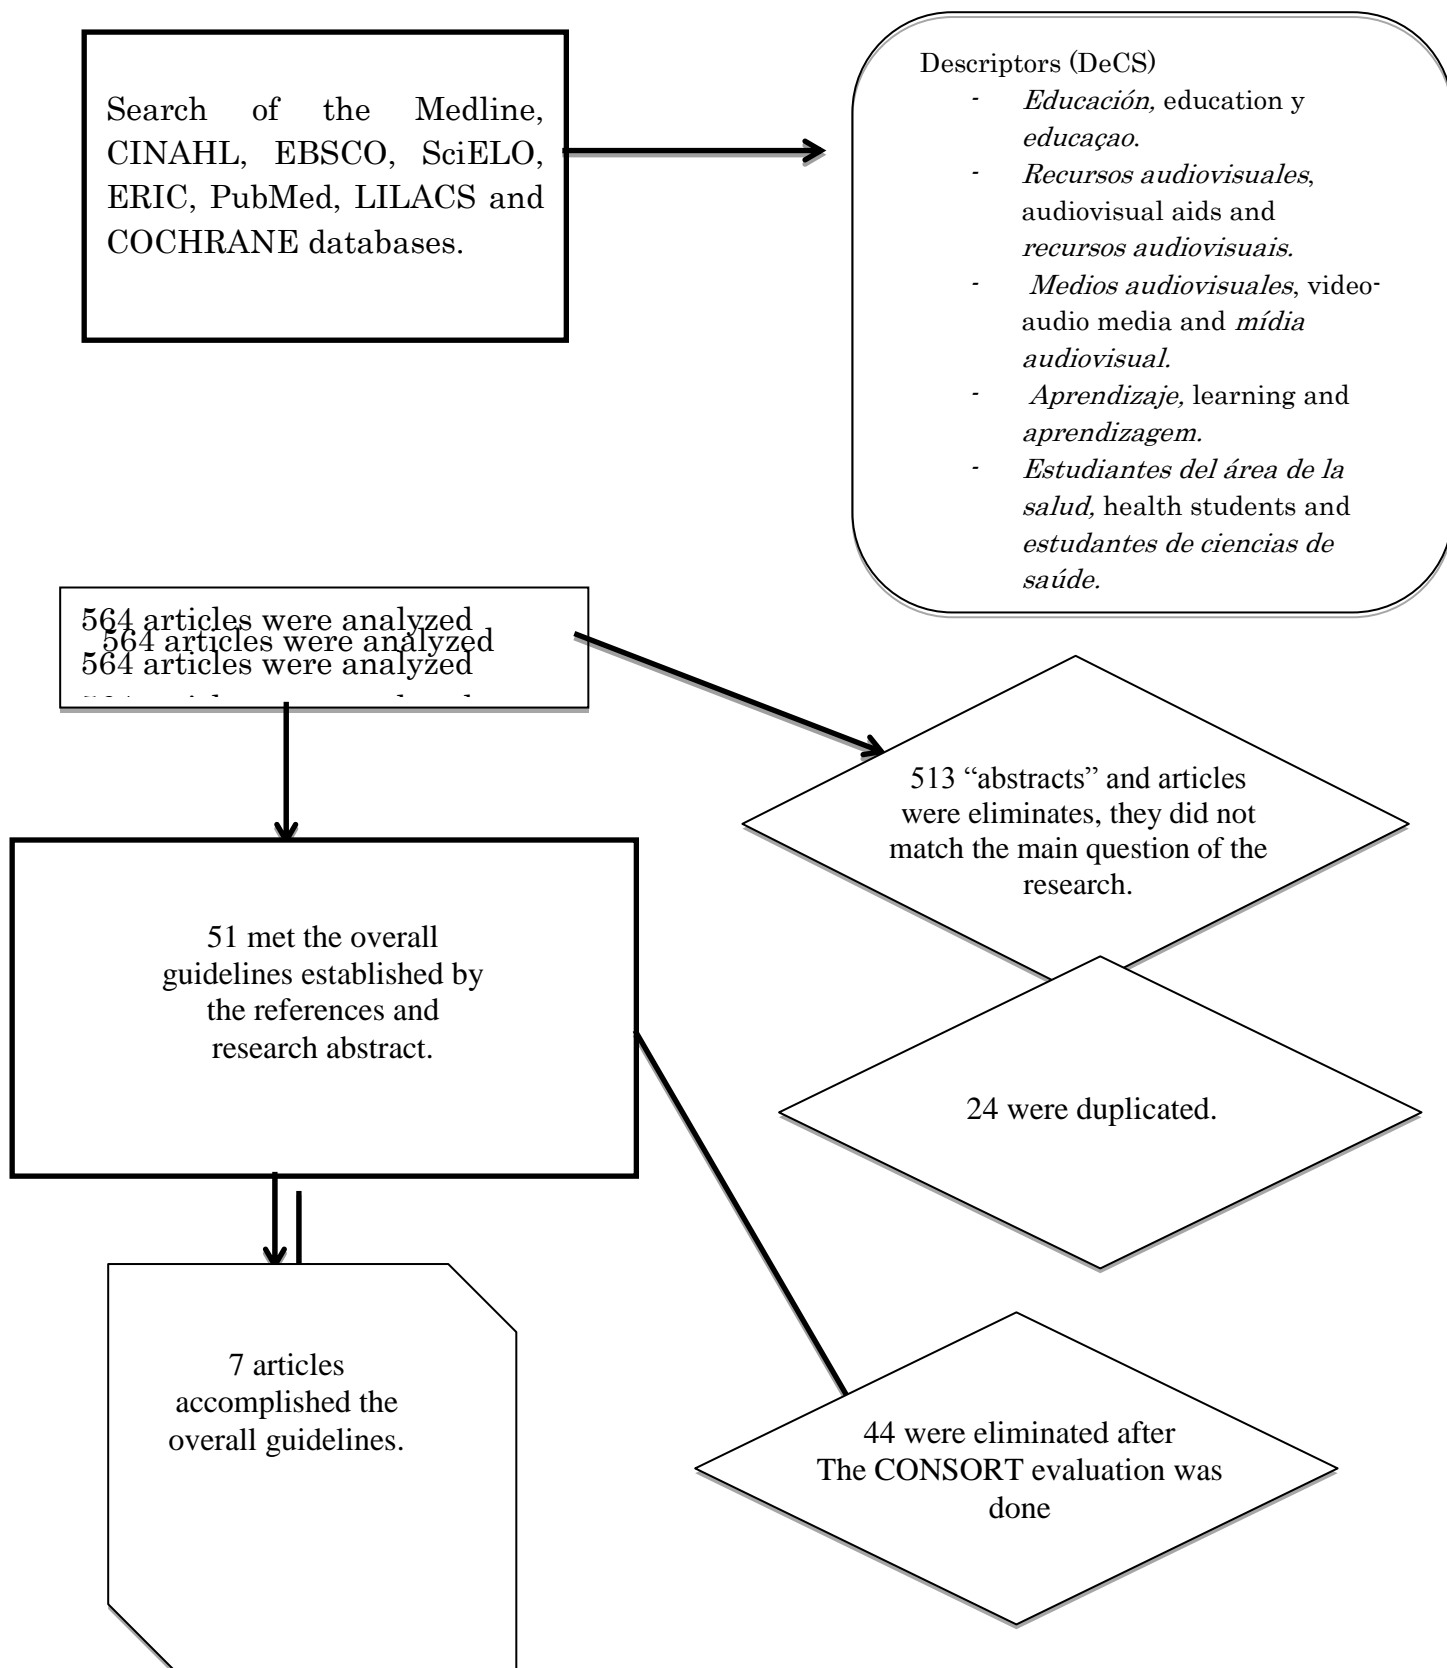 Search of the Medline,
CINAHL, EBSCO, SciELO,
ERIC, PubMed, LILACS and
COCHRANE databases.
Descriptors (DeCS)
- Educación, education y
educaçao.
- Recursos audiovisuales,
audiovisual aids and
recursos audiovisuais.
- Medios audiovisuales, video-
audio media and mídia
audiovisual.
- Aprendizaje, learning and
aprendizagem.
- Estudiantes del área de la
salud, health students and
estudantes de ciencias de
saúde.
564 articles were analyzed
564 articles were analyzed
564 articles were analyzed
513 “abstracts” and articles
were eliminates, they did not
match the main question of the
research.
51 met the overall
guidelines established by
the references and
research abstract.
24 were duplicated.
7 articles
accomplished the
overall guidelines.
44 were eliminated after
The CONSORT evaluation was
done